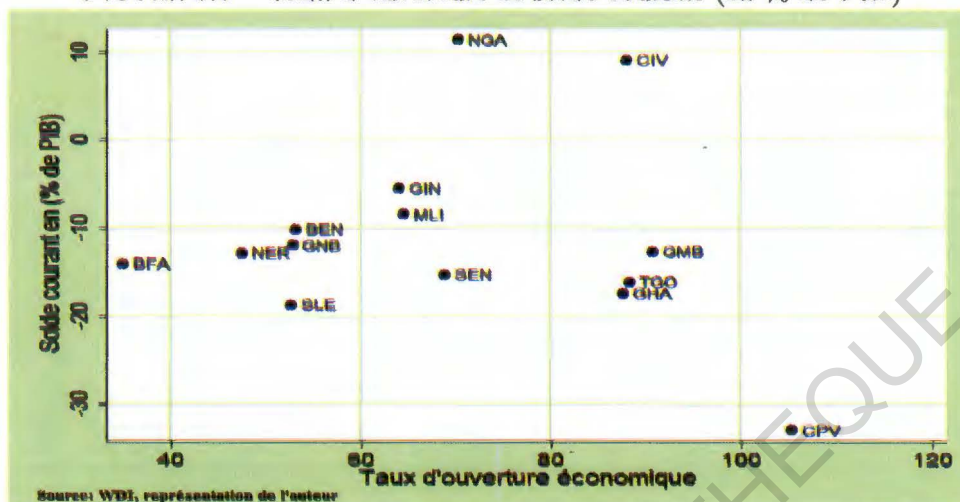 10
NGA
CIV
0
GIN
MLI
-10
BEN
GNB
NER
BFA
GMB
SEN
TGO
GHA
SLE
-20
-30
CPV
Solde courant en (% de PIB)
40
60
80
100
120
Taux d'ouverture économique
Source: WDI, représentation de l'auteur
THEQUE